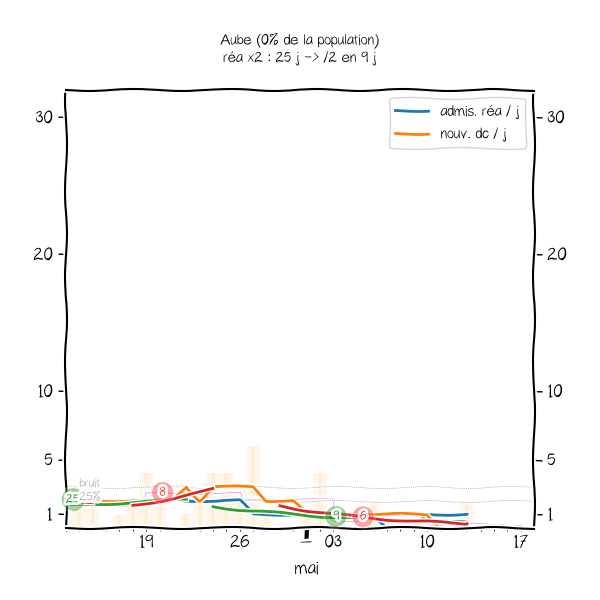 Aube (0% de la population)
réa x2 : 25 j -> /2 en 9 j
admis. réa / j
nouv. dc / j
30 30
20 20
10 10
5 5
1 1
bruit
25 25%
8
9 6
19 26 1 03 10 17
mai